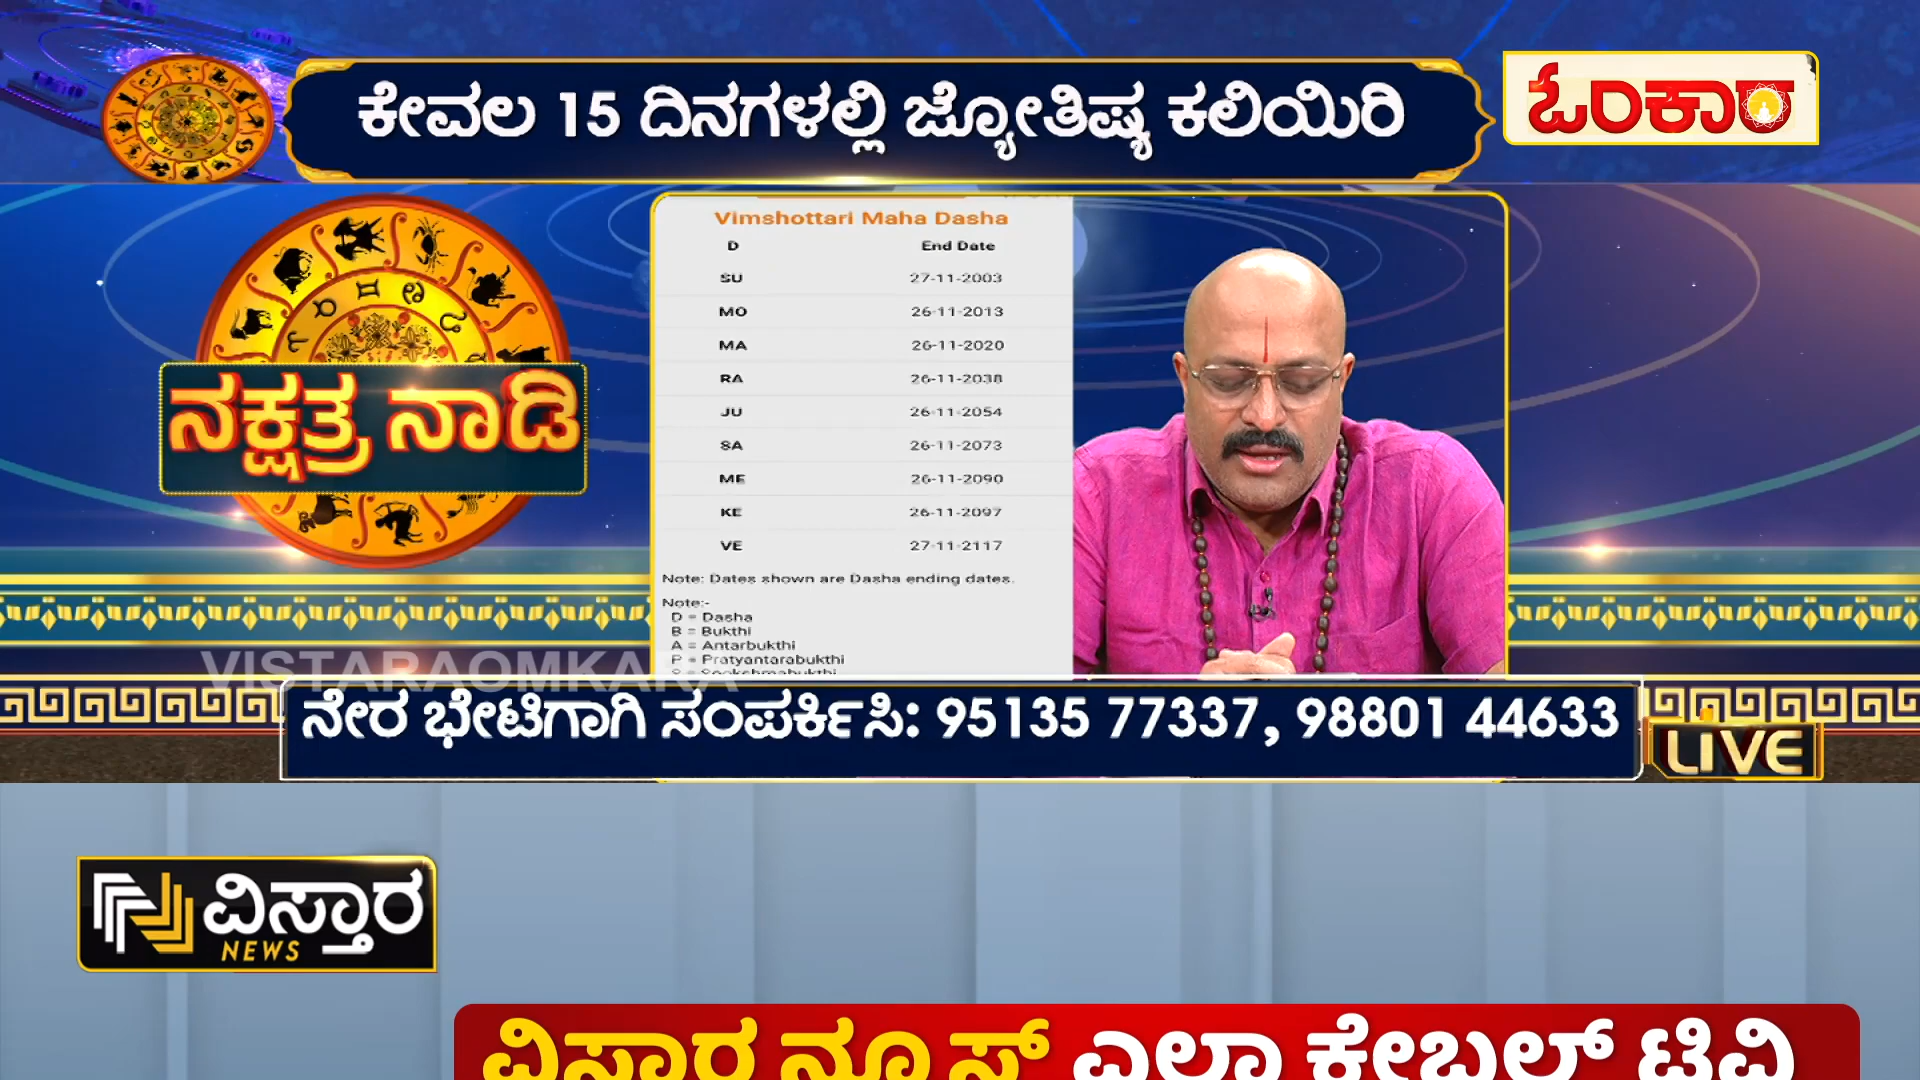 ಕೇವಲ 15 ದಿನಗಳಲ್ಲಿ ಜ್ಯೋತಿಷ್ಯ ಕಲಿಯಿರಿ
ಓಂಕಾರ
ನಕ್ಷತ್ರ ನಾಡಿ
Vimshottari Maha Dasha
D End Date
SU 27-11-2003
MO 26-11-2013
MA 26-11-2020
RA 26-11-2038
JU 26-11-2054
SA 26-11-2073
ME 26-11-2090
KE 26-11-2097
VE 27-11-2117
Note: Dates shown are Dasha ending dates.
Note:-
D = Dasha
B = Bukthi
A = Antarbukthi
P = Pratyantarabukthi
S = Sookshmabukthi
VISTARAOMKARA
ನೇರ ಭೇಟಿಗಾಗಿ ಸಂಪರ್ಕಿಸಿ: 95135 77337, 98801 44633
LIVE
ವಿಸ್ತಾರ
NEWS
ವಿಸ್ತಾರ ನ್ಯೂಸ್ ಎಲ್ಲಾ ಕೇಬಲ್ ಟಿವಿ